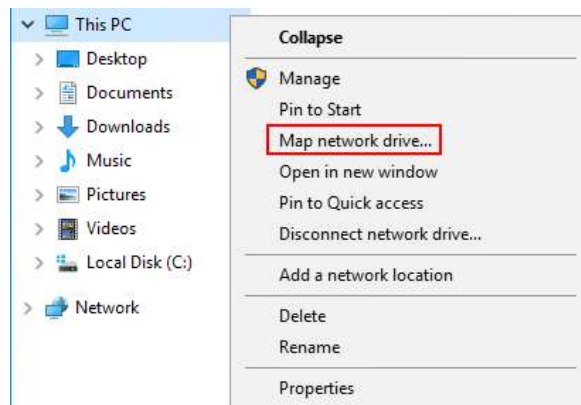 This PC
Desktop
Documents
Downloads
Music
Pictures
Videos
Local Disk (C:)
Network
Collapse
Manage
Pin to Start
Map network drive...
Open in new window
Pin to Quick access
Disconnect network drive...
Add a network location
Delete
Rename
Properties